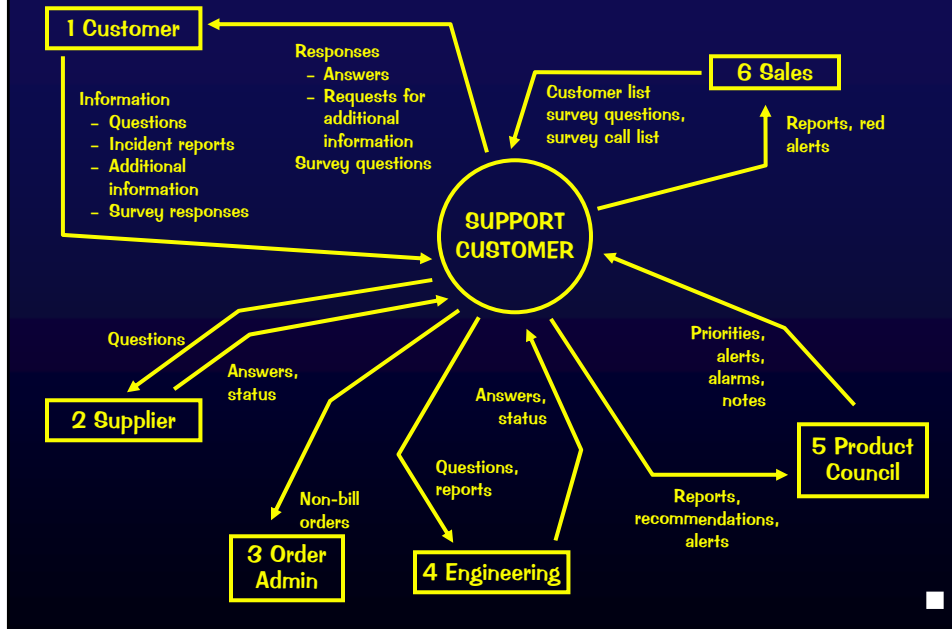 1 Customer
Responses
– Answers
– Requests for
additional
information
Survey questions
Information
– Questions
– Incident reports
– Additional
information
– Survey responses
6 Sales
Customer list
survey questions,
survey call list
Reports, red
alerts
SUPPORT
CUSTOMER
Questions
Answers,
status
2 Supplier
Non-bill
orders
3 Order
Admin
Questions,
reports
Answers,
status
4 Engineering
Priorities,
alerts,
alarms,
notes
5 Product
Council
Reports,
recommendations,
alerts